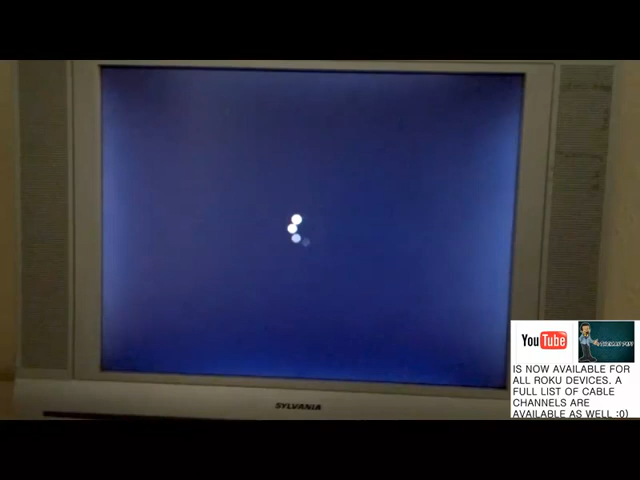 SYLVANIA
YouTube
IS NOW AVAILABLE FOR
ALL ROKU DEVICES. A
FULL LIST OF CABLE
CHANNELS ARE
AVAILABLE AS WELL :0)